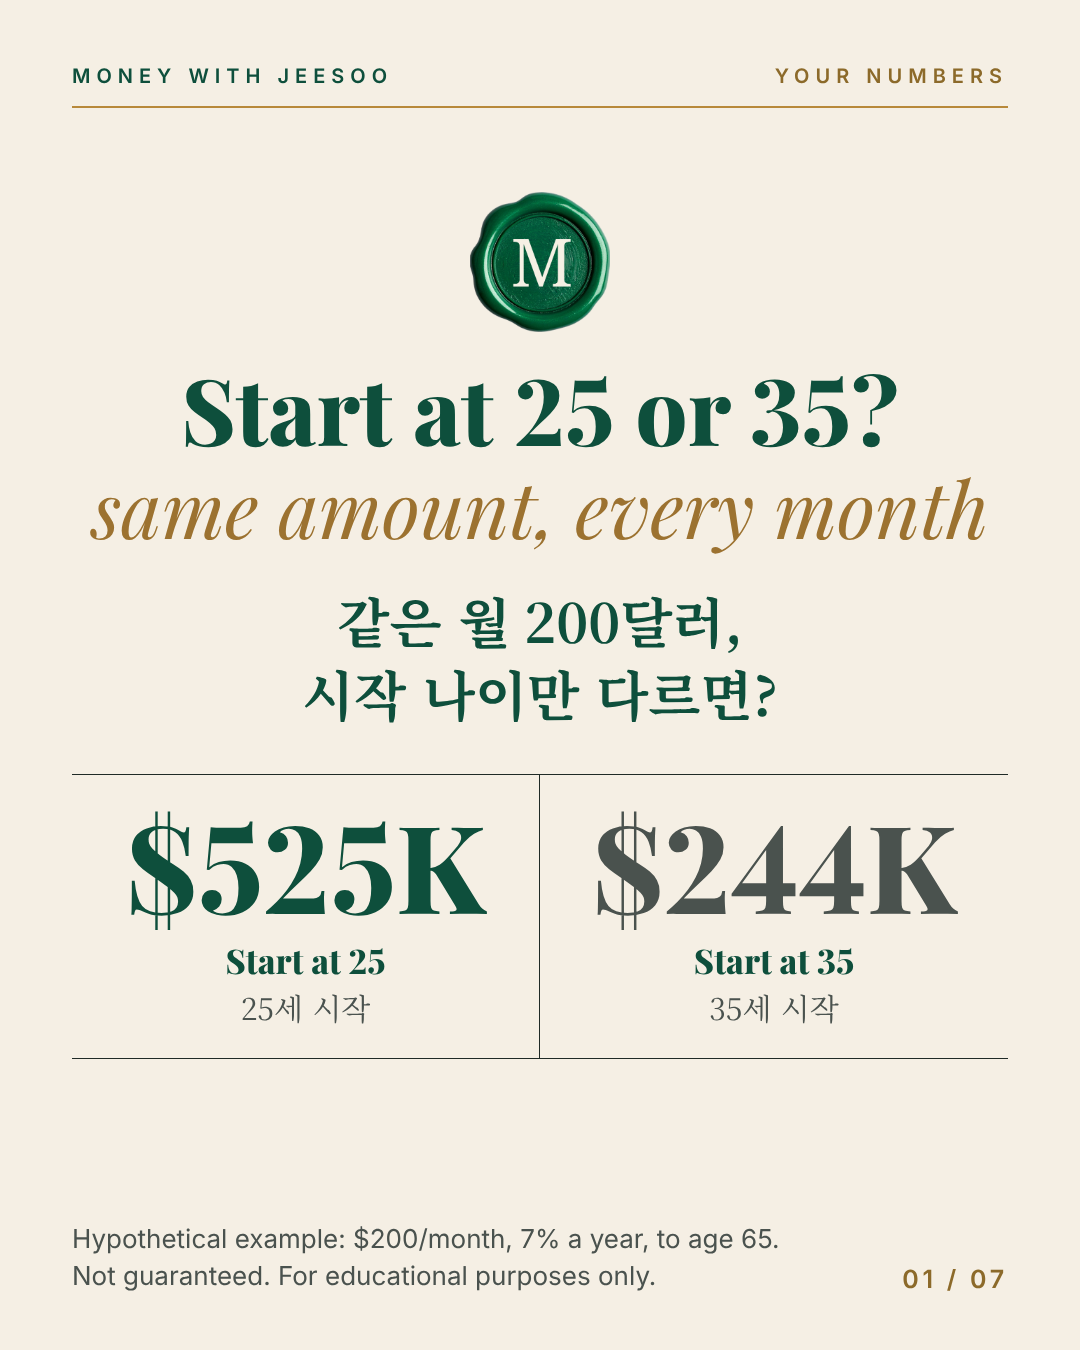 MONEY WITH JEESOO
YOUR NUMBERS
M
Start at 25 or 35?
same amount, every month
같은 월 200달러,
시작 나이만 다르면?
$525K
Start at 25
25세 시작
$244K
Start at 35
35세 시작
Hypothetical example: $200/month, 7% a year, to age 65.
Not guaranteed. For educational purposes only.
01 / 07